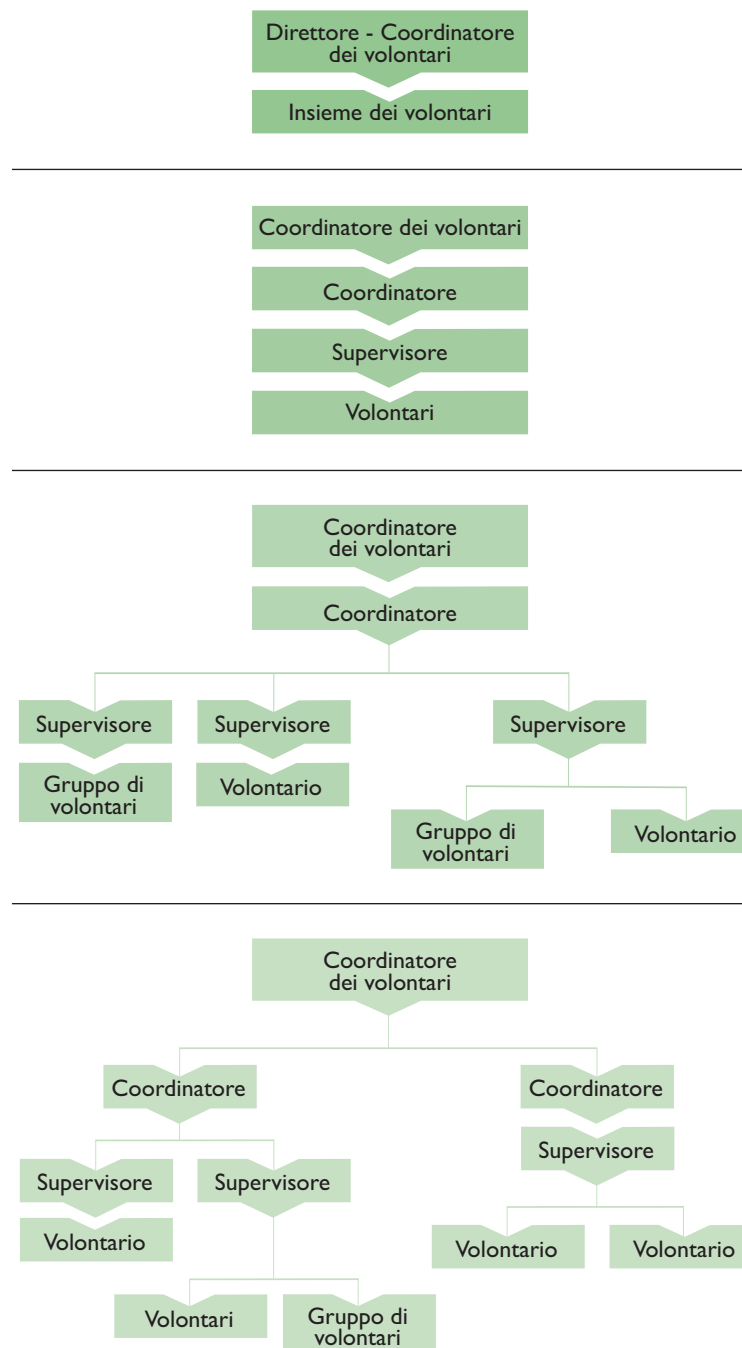 Direttore - Coordinatore
dei volontari
Insieme dei volontari
Coordinatore dei volontari
Coordinatore
Supervisore
Volontari
Coordinatore
dei volontari
Coordinatore
Supervisore
Supervisore
Supervisore
Gruppo di
volontari
Volontario
Gruppo di
volontari
Volontario
Coordinatore
dei volontari
Coordinatore
Coordinatore
Supervisore
Supervisore
Supervisore
Volontario
Volontario
Volontario
Volontari
Gruppo di
volontari